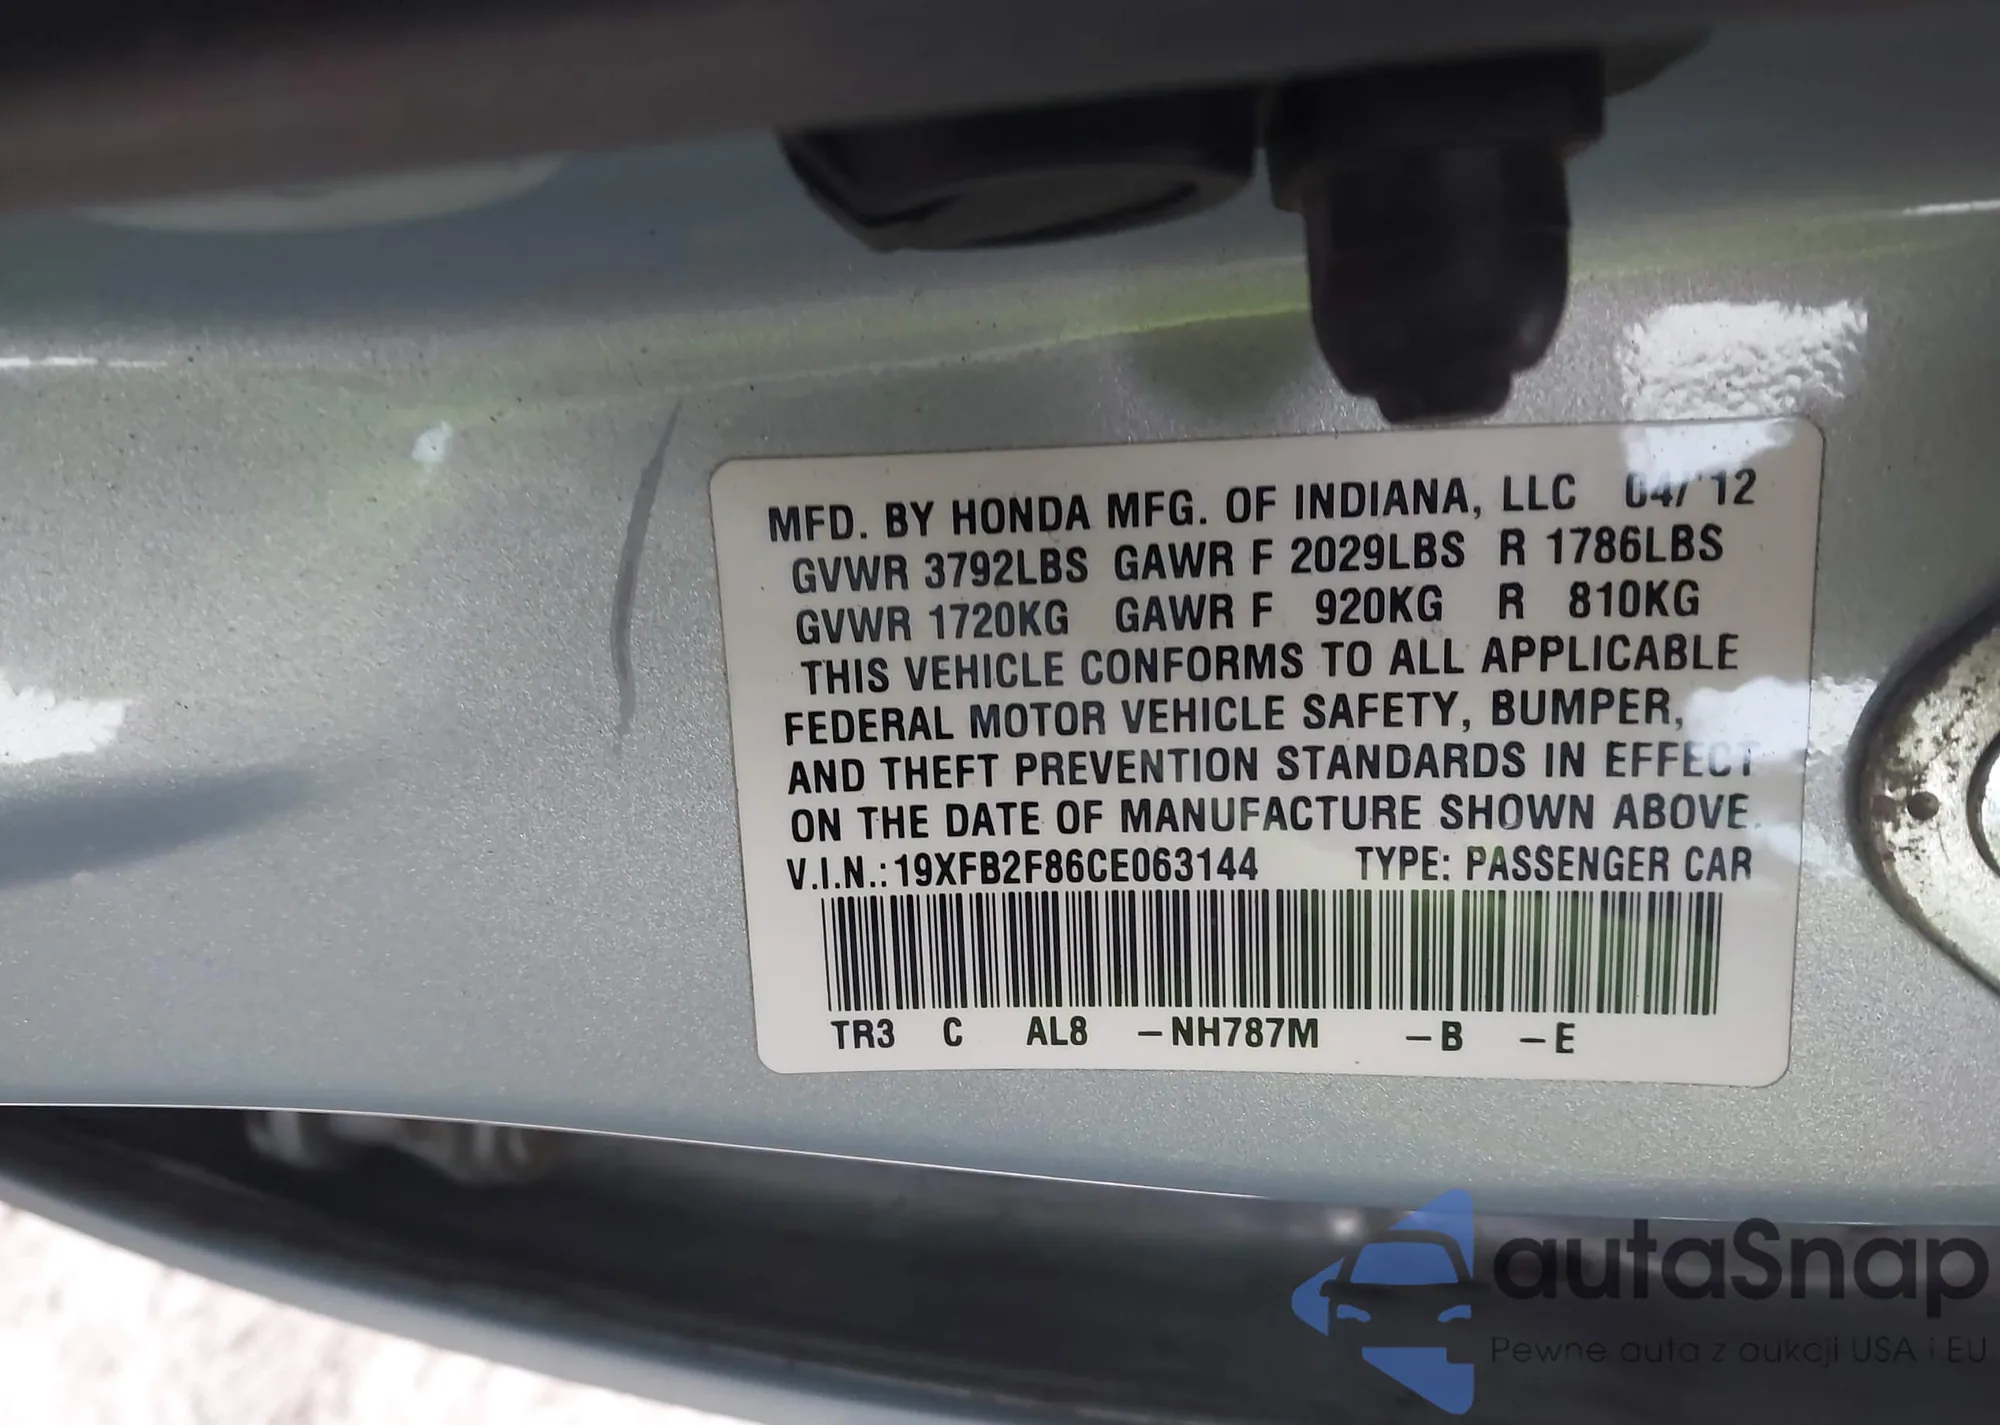 MFD. BY HONDA MFG. OF INDIANA, LLC 04/'12
GVWR 3792LBS GAWR F 2029LBS R 1786LBS
GVWR 1720KG GAWR F 920KG R 810KG
THIS VEHICLE CONFORMS TO ALL APPLICABLE
FEDERAL MOTOR VEHICLE SAFETY, BUMPER,
AND THEFT PREVENTION STANDARDS IN EFFECT
ON THE DATE OF MANUFACTURE SHOWN ABOVE.
V.I.N.:19XFB2F86CE063144 TYPE: PASSENGER CAR
TR3 C AL8 –NH787M –B –E
autaSnap
Pewne auta z aukcji USA i EU